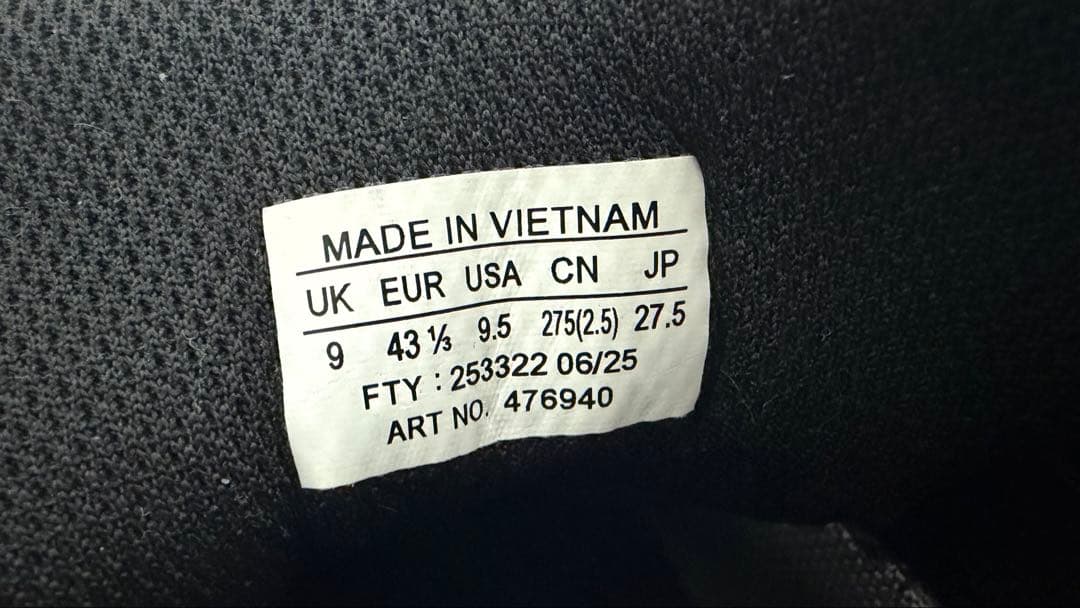 MADE IN VIETNAM
UK EUR USA CN JP
9 43 ⅓ 9.5 275(2.5) 27.5
FTY : 253322 06/25
ART NO. 476940